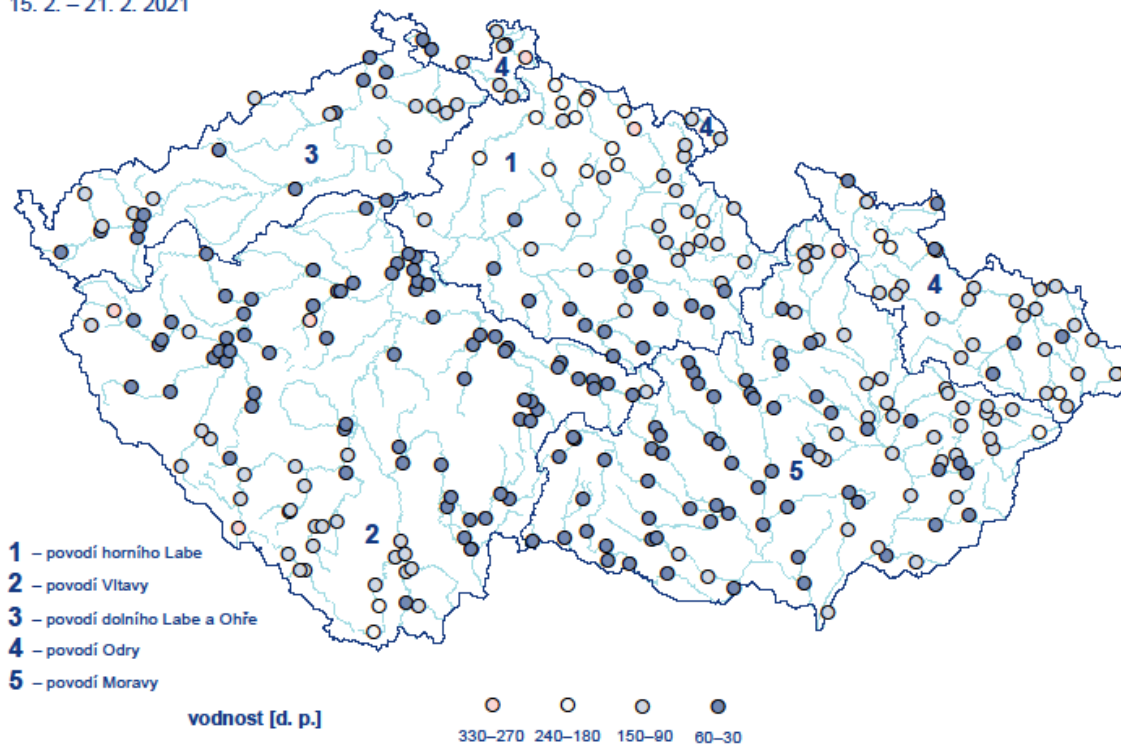 15. 2. – 21. 2. 2021
4
4
3
1
4
5
2
1 – povodí horního Labe
2 – povodí Vltavy
3 – povodí dolního Labe a Ohře
4 – povodí Odry
5 – povodí Moravy
vodnost [d. p.]
330–270 240–180 150–90 60–30